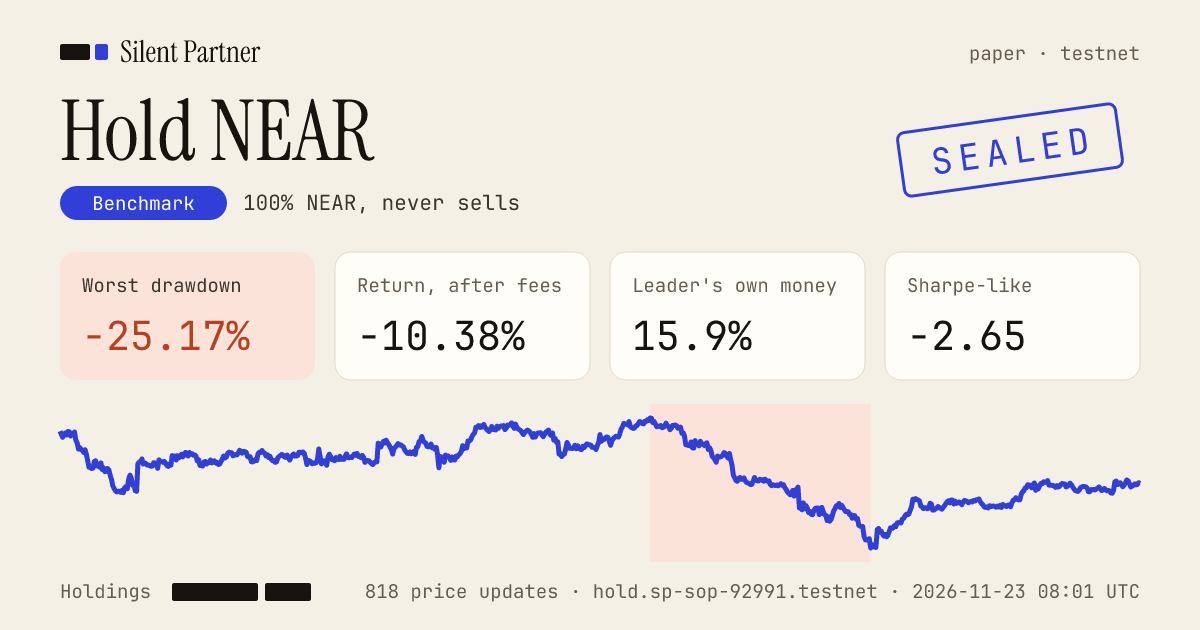 Silent Partner
paper · testnet
Hold NEAR
SEALED
Benchmark 100% NEAR, never sells
Worst drawdown
-25.17%
Return, after fees
-10.38%
Leader's own money
15.9%
Sharpe-like
-2.65
Holdings
818 price updates · hold.sp-sop-92991.testnet · 2026-11-23 08:01 UTC